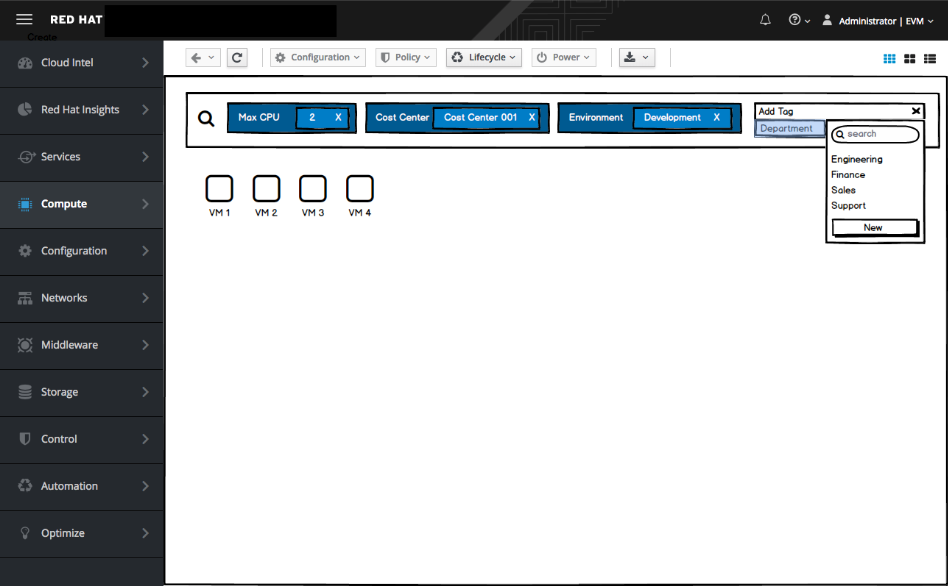 RED HAT
Administrator | EVM
Create
Cloud Intel
Red Hat Insights
Services
Compute
Configuration
Networks
Middleware
Storage
Control
Automation
Optimize
Configuration Policy Lifecycle Power
Max CPU 2 X Cost Center Cost Center 001 X Environment Development X
Add Tag X
Department
search
Engineering
Finance
Sales
Support
New
VM 1 VM 2 VM 3 VM 4